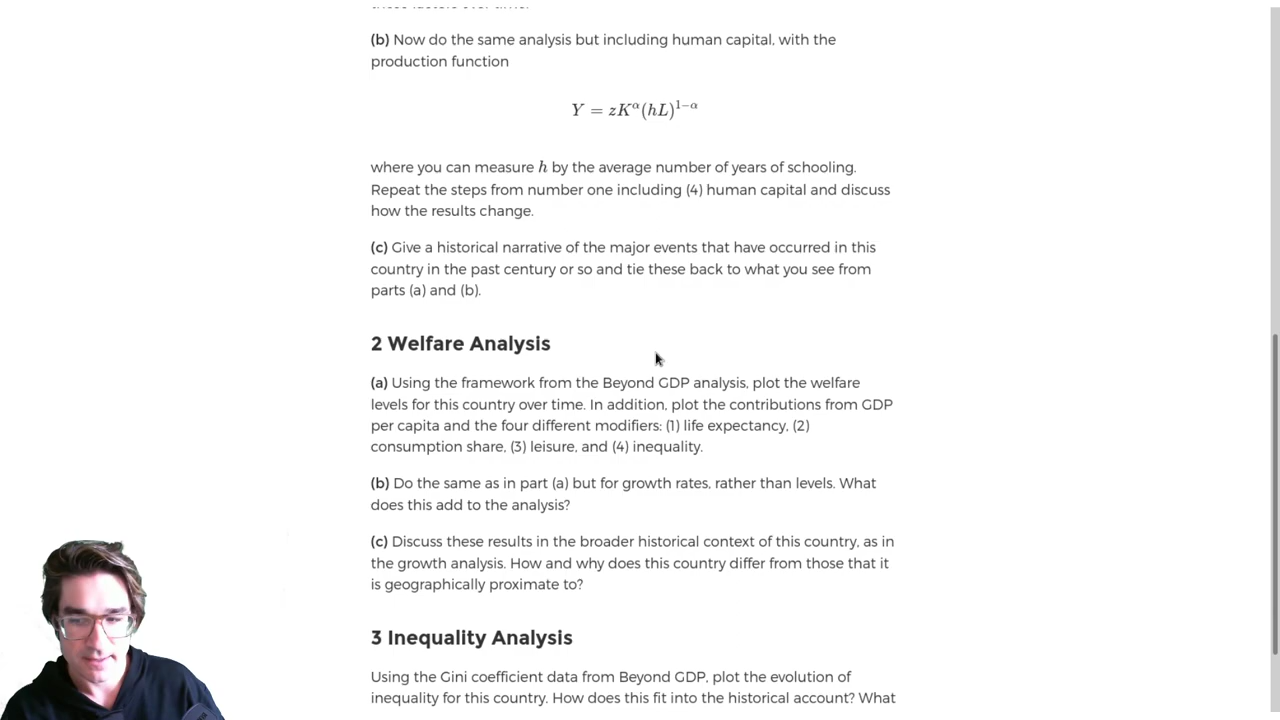 (b) Now do the same analysis but including human capital, with the
production function
Y = zK^α(hL)^{1−α}
where you can measure h by the average number of years of schooling.
Repeat the steps from number one including (4) human capital and discuss
how the results change.
(c) Give a historical narrative of the major events that have occurred in this
country in the past century or so and tie these back to what you see from
parts (a) and (b).
2 Welfare Analysis
(a) Using the framework from the Beyond GDP analysis, plot the welfare
levels for this country over time. In addition, plot the contributions from GDP
per capita and the four different modifiers: (1) life expectancy, (2)
consumption share, (3) leisure, and (4) inequality.
(b) Do the same as in part (a) but for growth rates, rather than levels. What
does this add to the analysis?
(c) Discuss these results in the broader historical context of this country, as in
the growth analysis. How and why does this country differ from those that it
is geographically proximate to?
3 Inequality Analysis
Using the Gini coefficient data from Beyond GDP, plot the evolution of
inequality for this country. How does this fit into the historical account? What